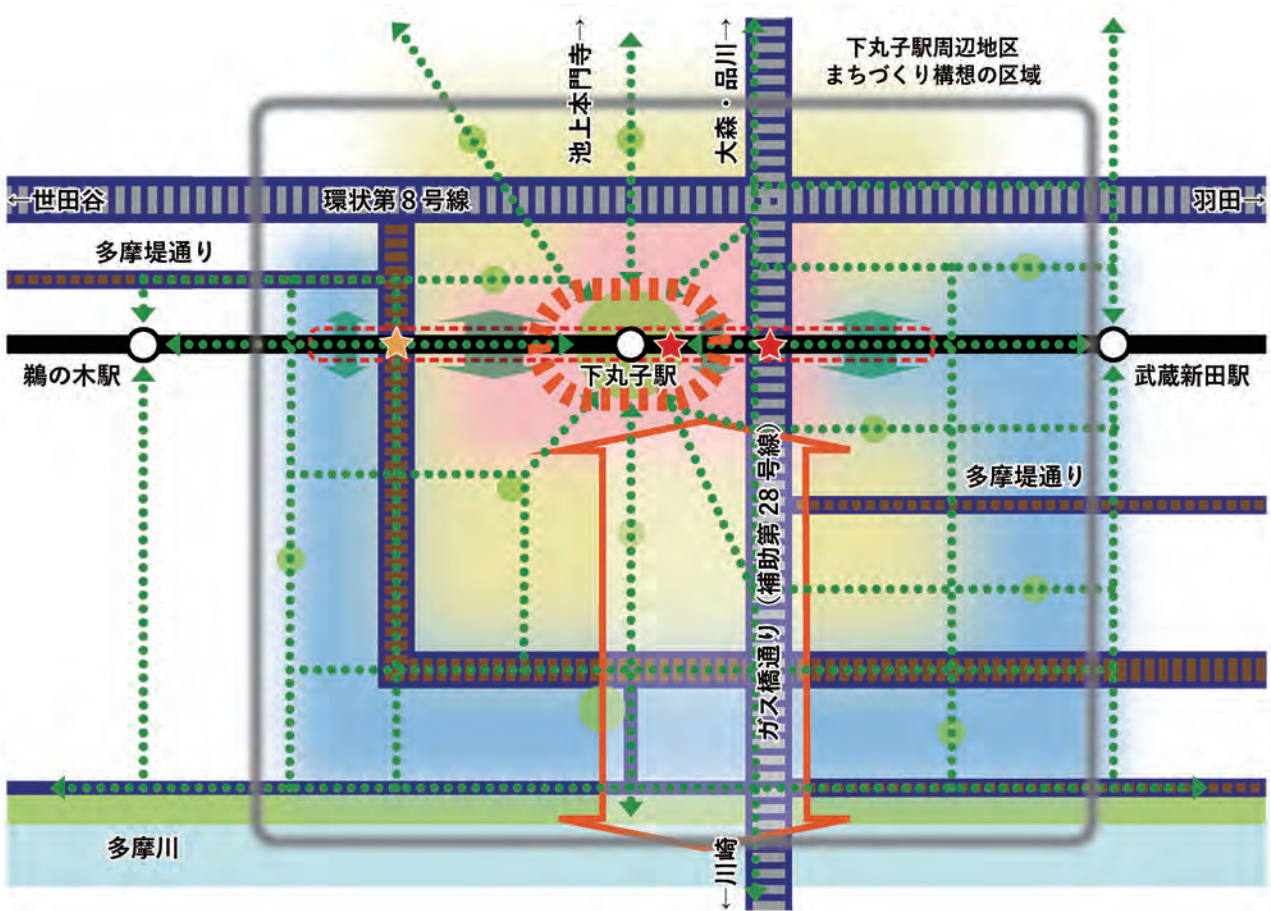 池上本門寺→
大森・品川→
下丸子駅周辺地区
まちづくり構想の区域
←世田谷
環状第8号線
羽田→
多摩堤通り
鵜の木駅
下丸子駅
武蔵新田駅
ガス橋通り（補助第28号線）
多摩堤通り
多摩川
←川崎